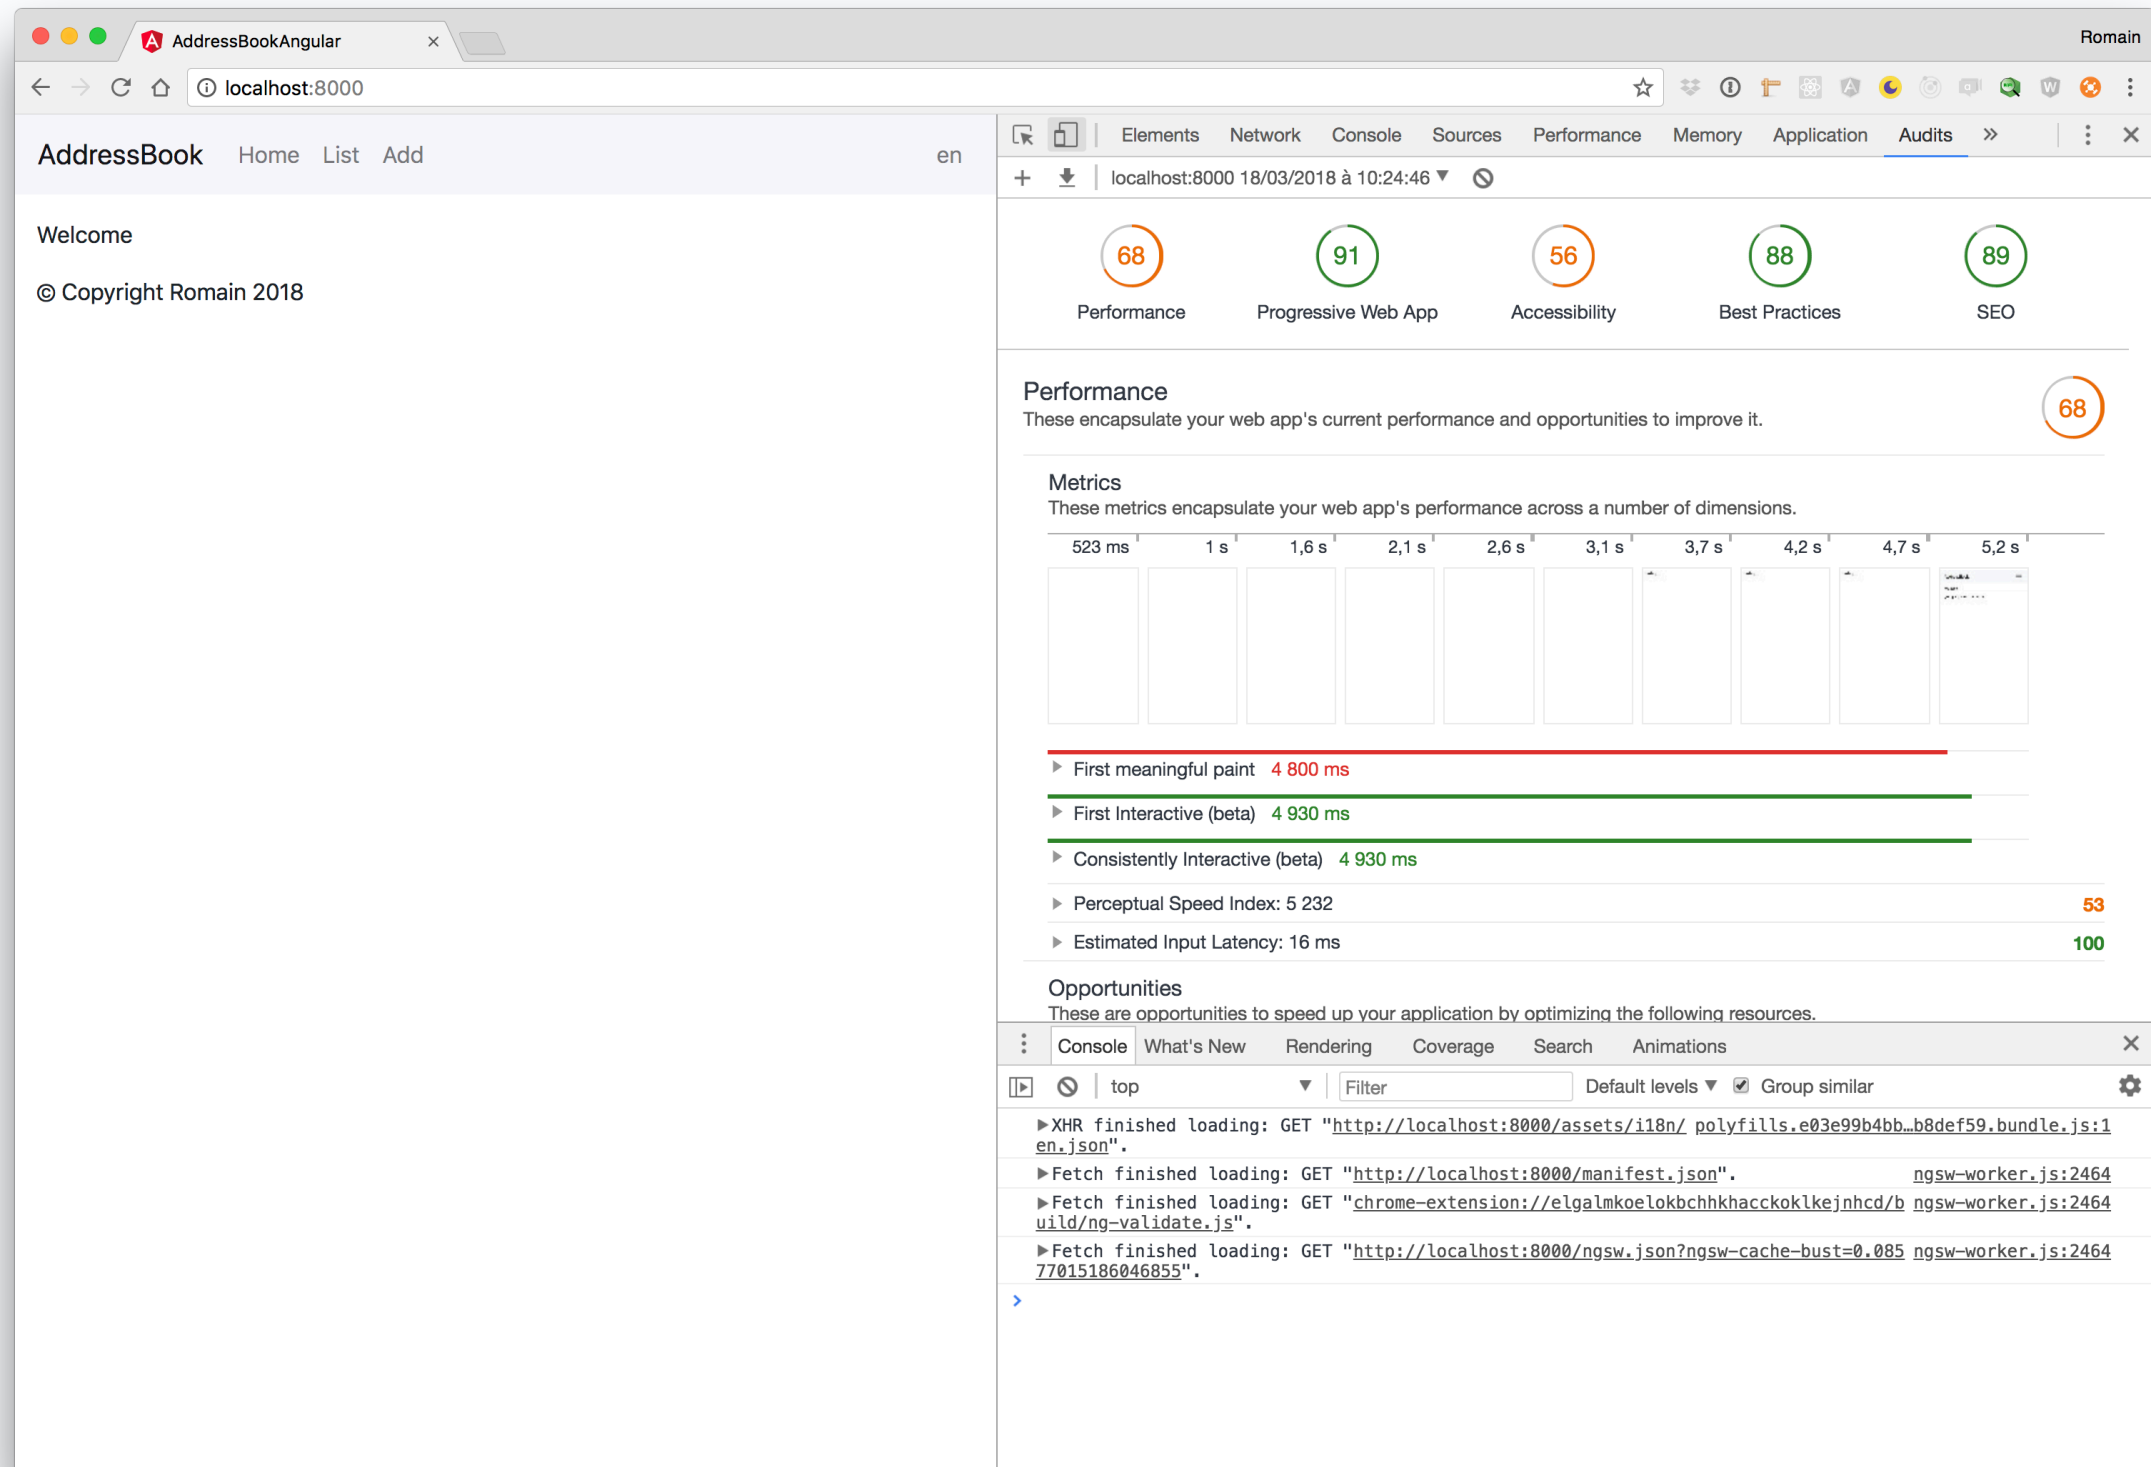 AddressBookAngular
Romain
localhost:8000
AddressBook Home List Add en
Welcome
© Copyright Romain 2018
Elements Network Console Sources Performance Memory Application Audits
localhost:8000 18/03/2018 à 10:24:46
68 91 56 88 89
Performance Progressive Web App Accessibility Best Practices SEO
Performance
These encapsulate your web app's current performance and opportunities to improve it.
68
Metrics
These metrics encapsulate your web app's performance across a number of dimensions.
523 ms 1 s 1,6 s 2,1 s 2,6 s 3,1 s 3,7 s 4,2 s 4,7 s 5,2 s
First meaningful paint 4 800 ms
First Interactive (beta) 4 930 ms
Consistently Interactive (beta) 4 930 ms
Perceptual Speed Index: 5 232 53
Estimated Input Latency: 16 ms 100
Opportunities
These are opportunities to speed up your application by optimizing the following resources.
Console What's New Rendering Coverage Search Animations
top Filter Default levels Group similar
XHR finished loading: GET "http://localhost:8000/assets/i18n/ polyfills.e03e99b4bb…b8def59.bundle.js:1
en.json".
Fetch finished loading: GET "http://localhost:8000/manifest.json". ngsw-worker.js:2464
Fetch finished loading: GET "chrome-extension://elgalmkoelokbchhkhacckoklkejnhcd/b ngsw-worker.js:2464
uild/ng-validate.js".
Fetch finished loading: GET "http://localhost:8000/ngsw.json?ngsw-cache-bust=0.085 ngsw-worker.js:2464
77015186046855".